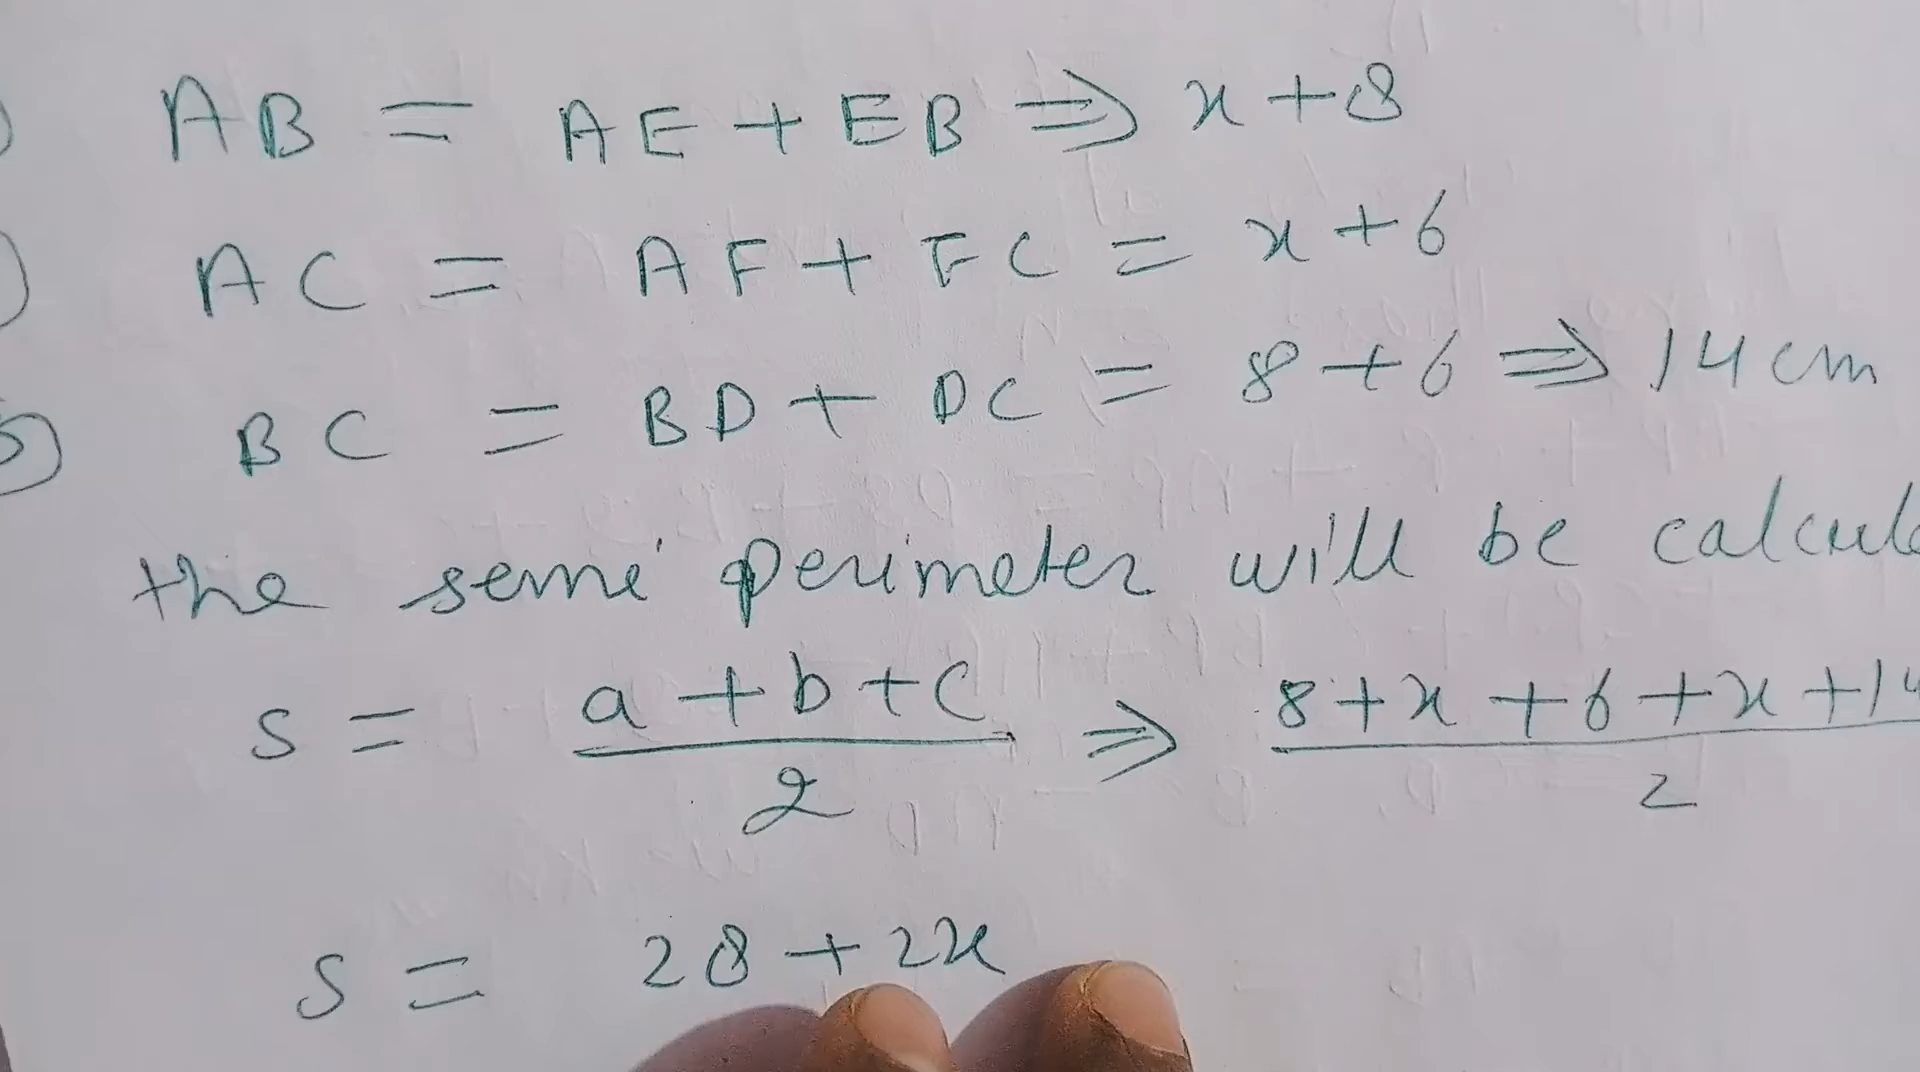 AB = AE + EB ⇒ x + 8
AC = AF + FC = x + 6
BC = BD + DC = 8 + 6 ⇒ 14 cm
the semi perimeter will be
s = a + b + c / 2 ⇒ 8 + x + 6 + x + 14 / 2
s = 28 + 2x